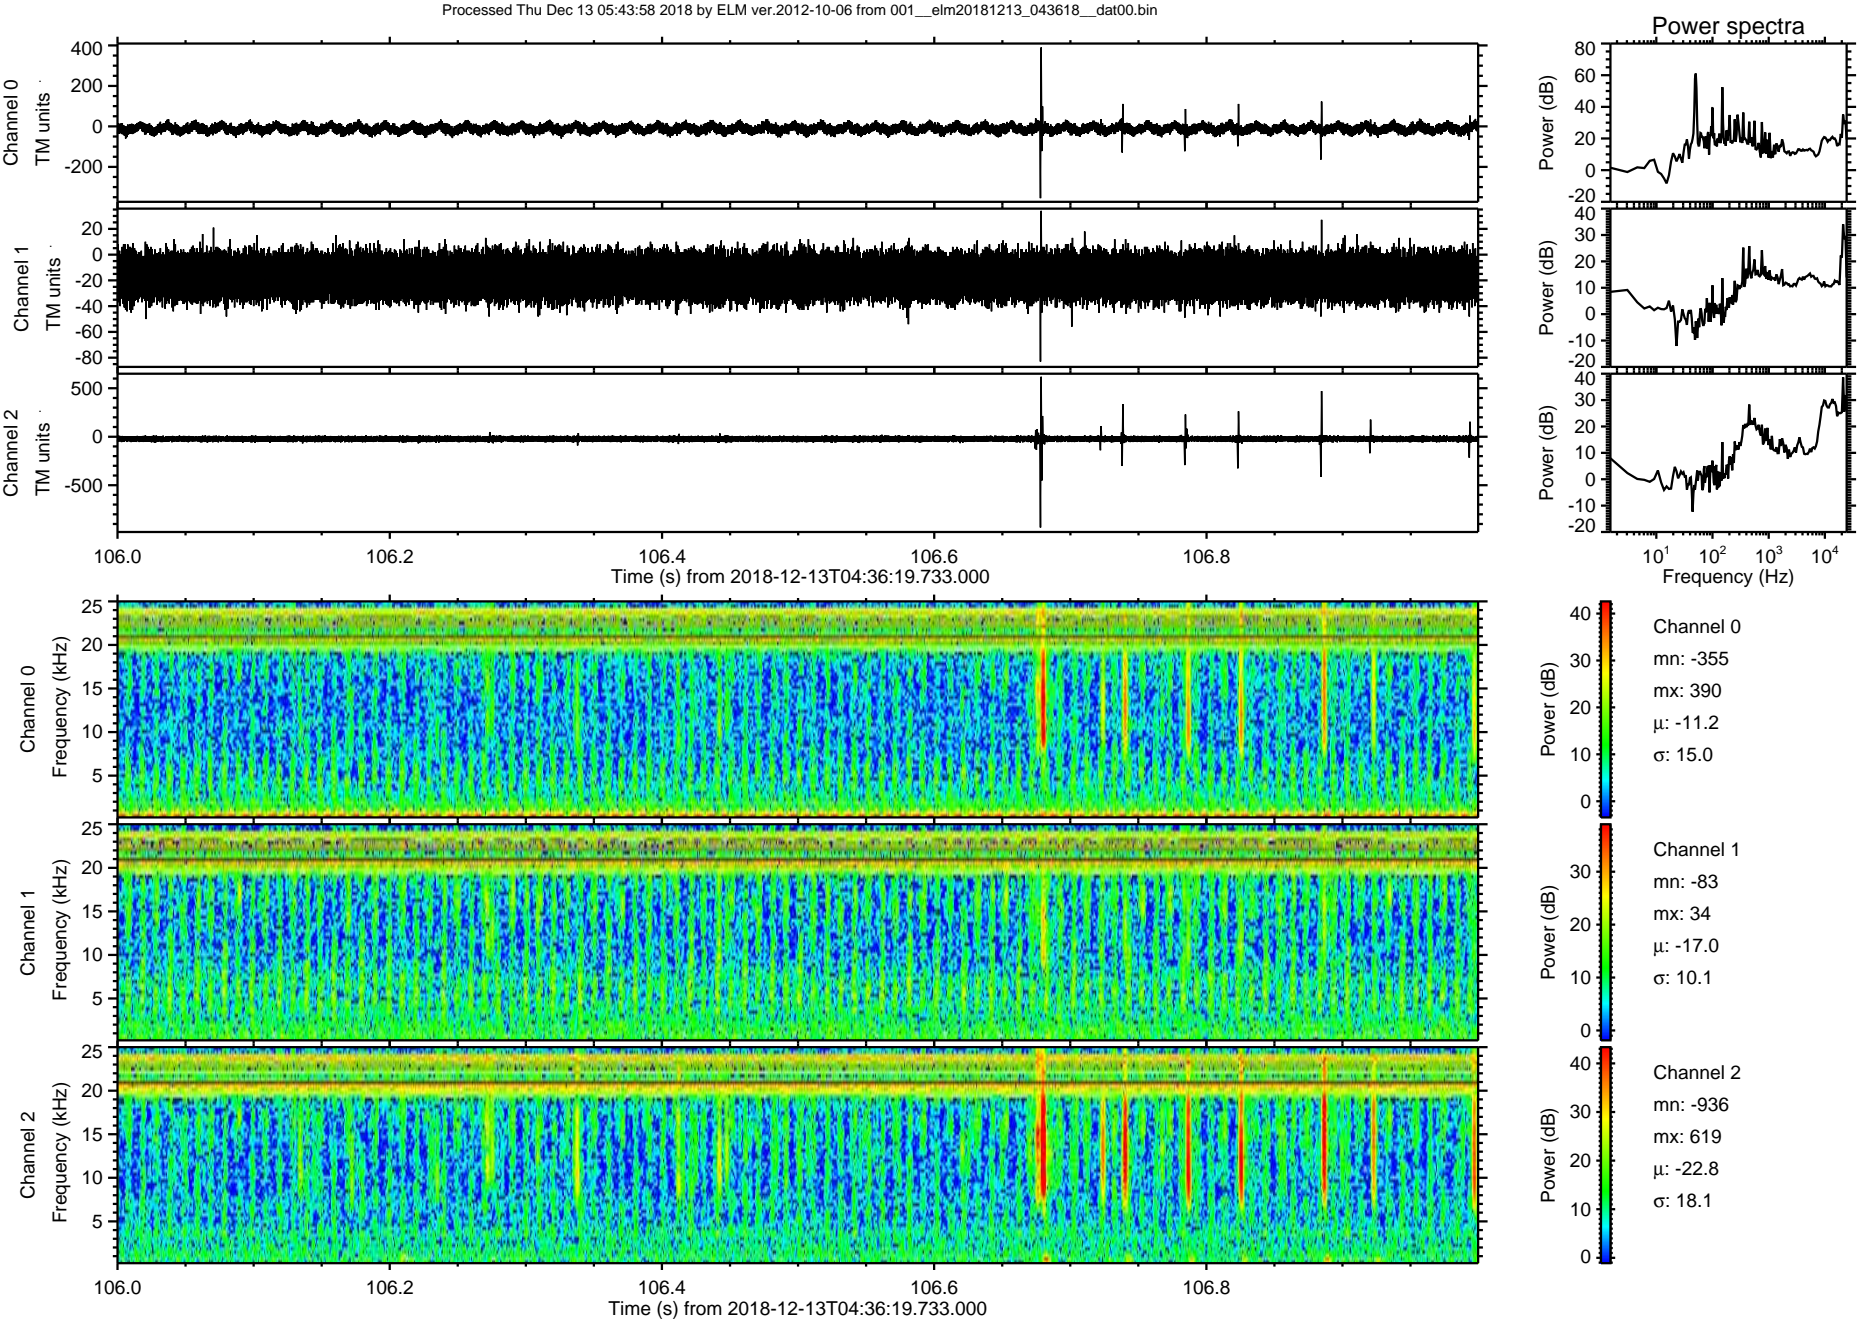 Processed Thu Dec 13 05:43:58 2018 by ELM ver.2012-10-06 from 001__elm20181213_043618__dat00.bin
Power spectra
Channel 0
TM units
400
200
0
-200
Power (dB)
80
60
40
20
0
-20
Channel 1
TM units
20
0
-20
-40
-60
-80
Power (dB)
40
30
20
10
0
-10
-20
Channel 2
TM units
500
0
-500
Power (dB)
40
30
20
10
0
-10
-20
106.0 106.2 106.4 106.6 106.8
Time (s) from 2018-12-13T04:36:19.733.000
10¹ 10² 10³ 10⁴
Frequency (Hz)
Channel 0
Frequency (kHz)
25
20
15
10
5
Power (dB)
40
30
20
10
0
Channel 0
mn: -355
mx: 390
μ: -11.2
σ: 15.0
Channel 1
Frequency (kHz)
25
20
15
10
5
Power (dB)
30
20
10
0
Channel 1
mn: -83
mx: 34
μ: -17.0
σ: 10.1
Channel 2
Frequency (kHz)
25
20
15
10
5
Power (dB)
40
30
20
10
0
Channel 2
mn: -936
mx: 619
μ: -22.8
σ: 18.1
106.0 106.2 106.4 106.6 106.8
Time (s) from 2018-12-13T04:36:19.733.000